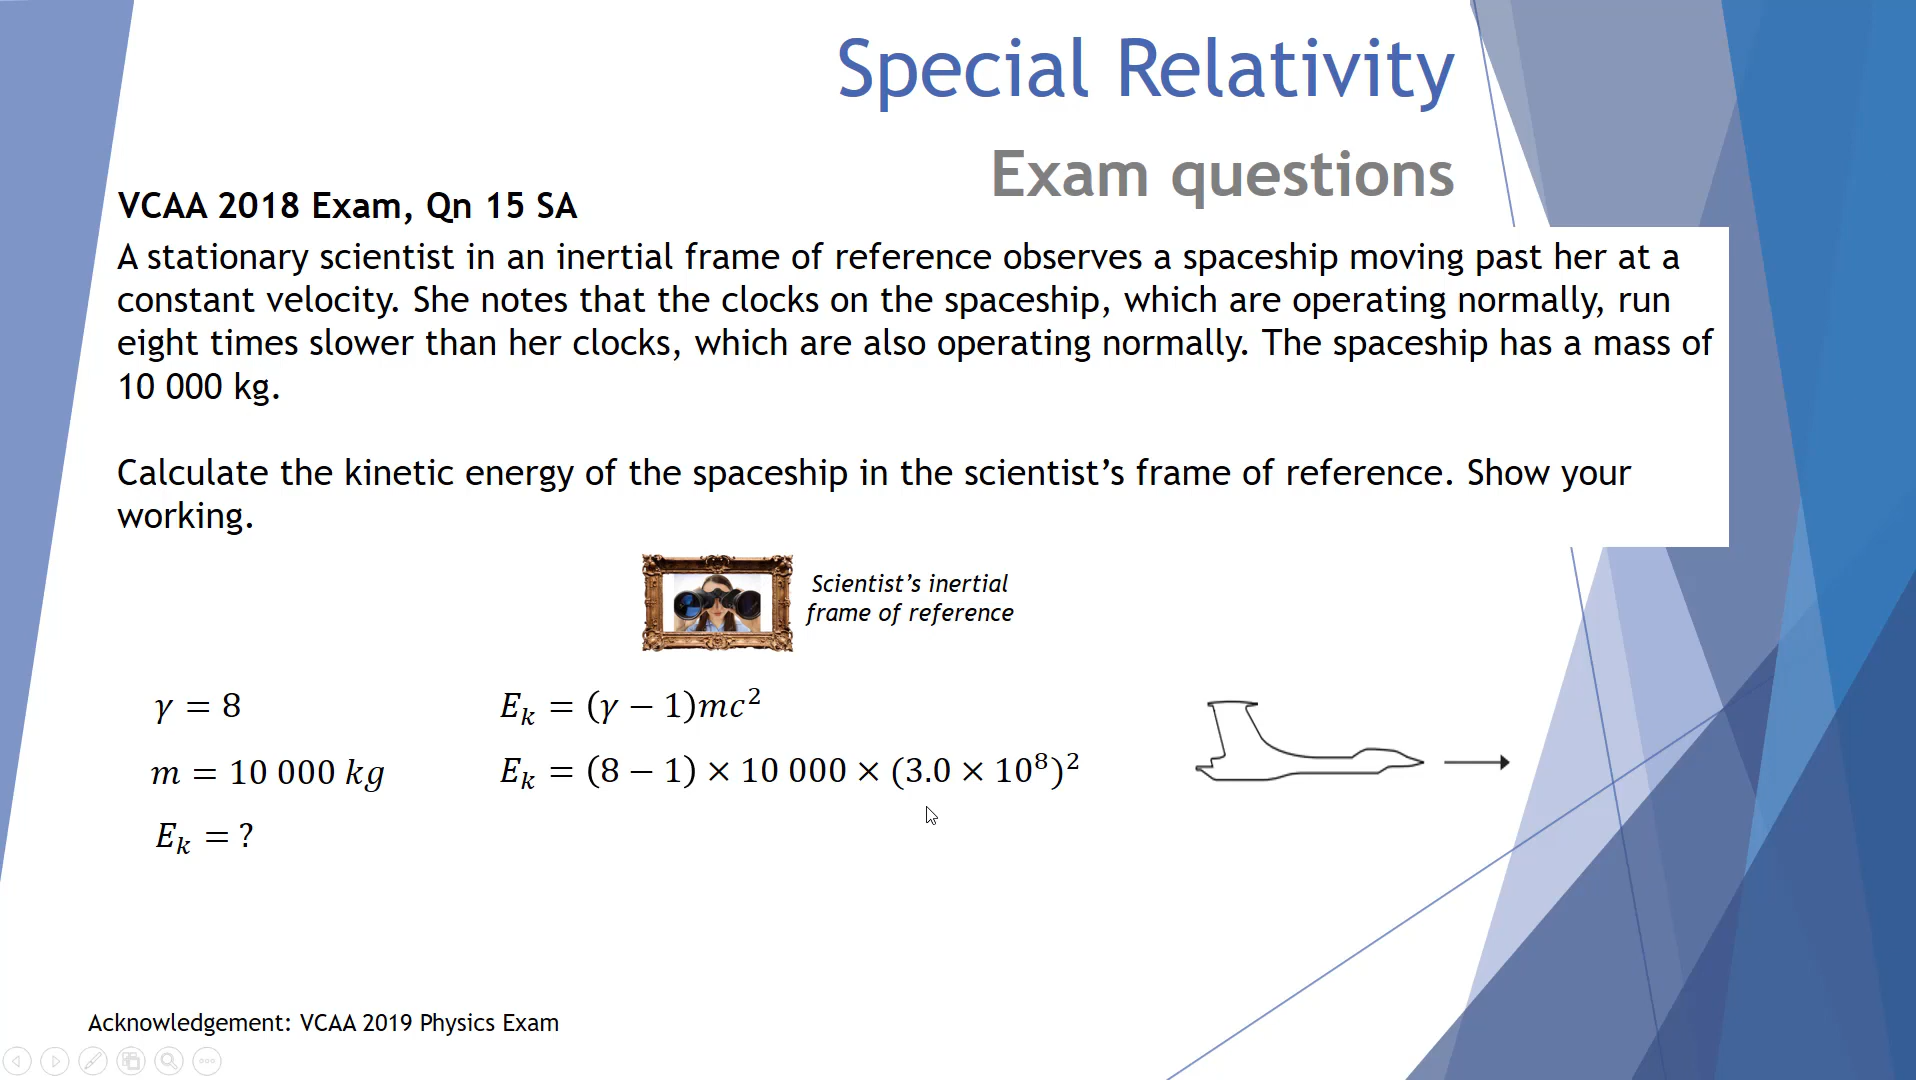 Special Relativity
Exam questions
VCAA 2018 Exam, Qn 15 SA
A stationary scientist in an inertial frame of reference observes a spaceship moving past her at a
constant velocity. She notes that the clocks on the spaceship, which are operating normally, run
eight times slower than her clocks, which are also operating normally. The spaceship has a mass of
10 000 kg.
Calculate the kinetic energy of the spaceship in the scientist’s frame of reference. Show your
working.
Scientist’s inertial
frame of reference
γ = 8
m = 10 000 kg
Eₖ = ?
Eₖ = (γ − 1)mc²
Eₖ = (8 − 1) × 10 000 × (3.0 × 10⁸)²
Acknowledgement: VCAA 2019 Physics Exam